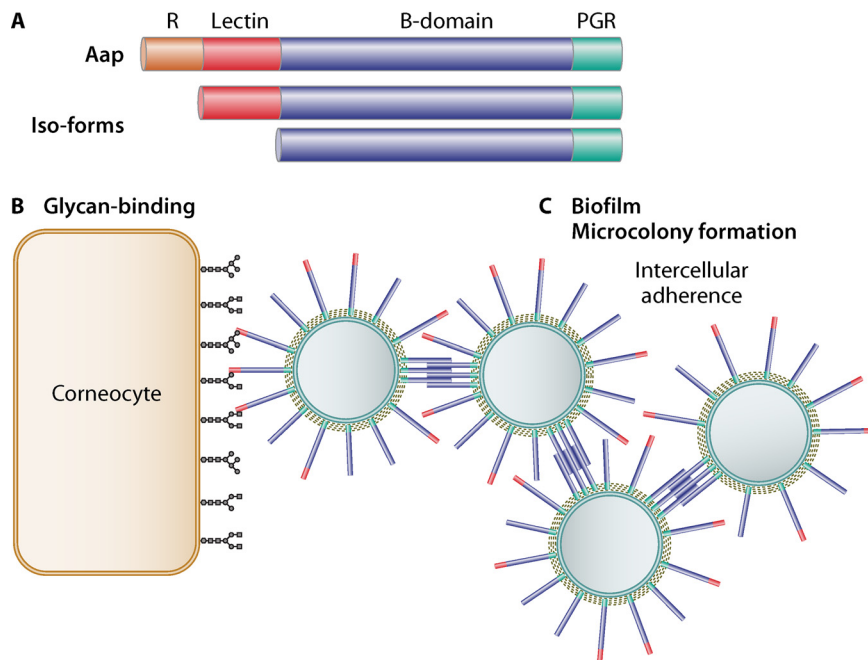 A
R Lectin B-domain PGR
Aap
Iso-forms
B Glycan-binding
Corneocyte
C Biofilm
Microcolony formation
Intercellular
adherence